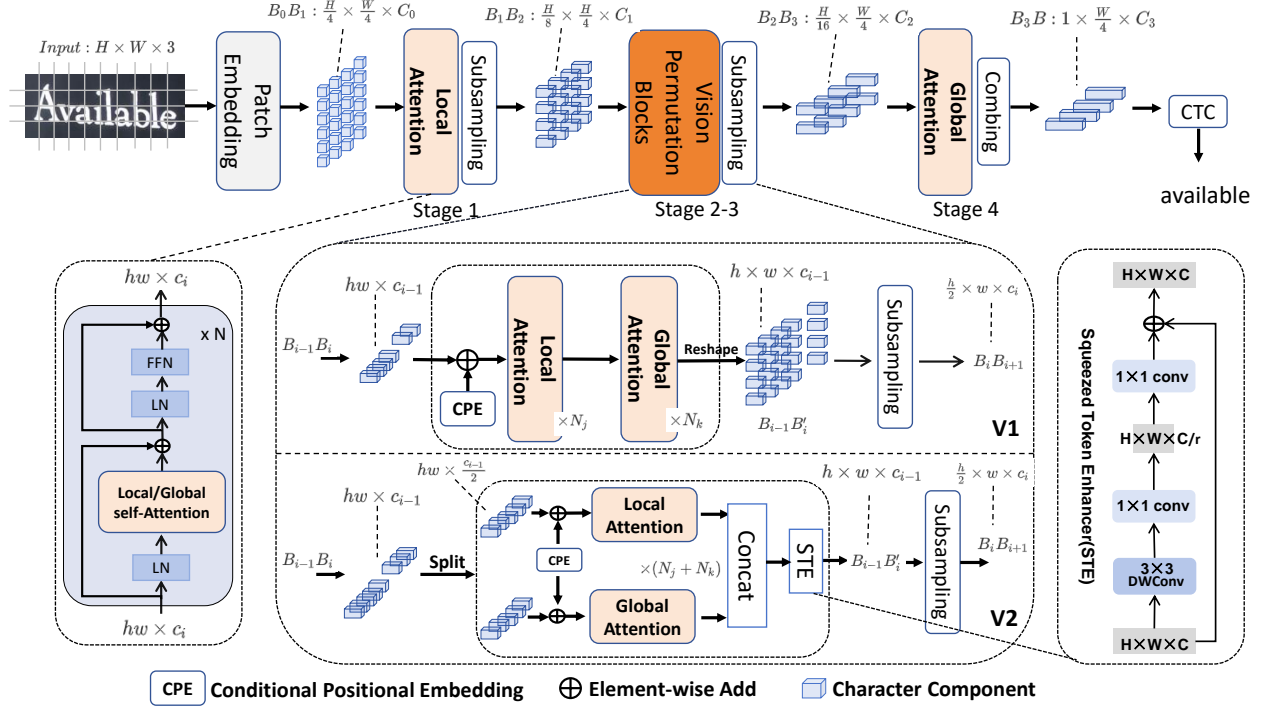 Input : H × W × 3
Available
Patch Embedding
B₀B₁ : H/4 × W/4 × C₀
Local Attention
Subsampling
Stage 1
B₁B₂ : H/8 × H/4 × C₁
Vision Permutation Blocks
Subsampling
Stage 2-3
B₂B₃ : H/16 × W/4 × C₂
Global Attention
Combing
Stage 4
B₃B : 1 × W/4 × C₃
CTC
available
hw × cᵢ
x N
FFN
LN
Local/Global
self-Attention
LN
hw × cᵢ
Bᵢ₋₁Bᵢ
hw × cᵢ₋₁
CPE
Local Attention
×Nⱼ
Global Attention
×Nₖ
Reshape
h × w × cᵢ₋₁
Bᵢ₋₁B′ᵢ
Subsampling
h/2 × w × cᵢ
BᵢBᵢ₊₁
V1
Bᵢ₋₁Bᵢ
hw × cᵢ₋₁
Split
hw × cᵢ₋₁/2
CPE
Local
Attention
×(Nⱼ + Nₖ)
Global
Attention
Concat
STE
h × w × cᵢ₋₁
Bᵢ₋₁B′ᵢ
Subsampling
h/2 × w × cᵢ
BᵢBᵢ₊₁
V2
Squeezed Token Enhancer(STE)
H×W×C
1×1 conv
H×W×C/r
1×1 conv
3×3
DWConv
H×W×C
CPE Conditional Positional Embedding
⊕ Element-wise Add
Character Component